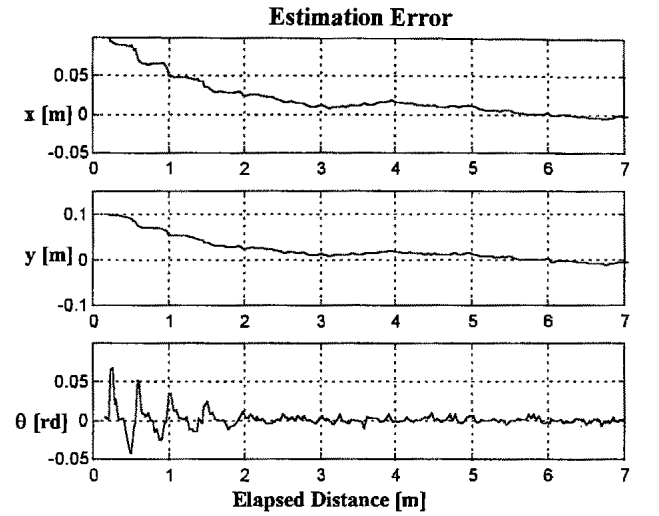 Estimation Error
0.05
x [m] 0
-0.05
0 1 2 3 4 5 6 7
0.1
y [m] 0
-0.1
0 1 2 3 4 5 6 7
0.05
θ [rd] 0
-0.05
0 1 2 3 4 5 6 7
Elapsed Distance [m]